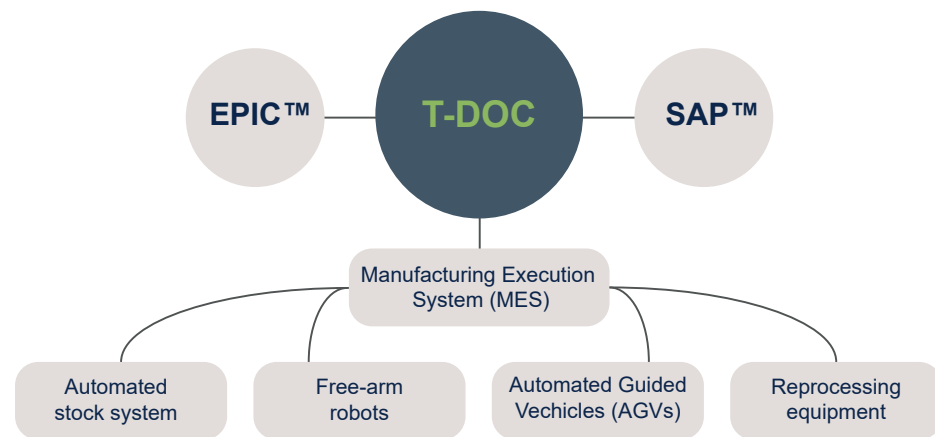 EPIC™
T-DOC
SAP™
Manufacturing Execution
System (MES)
Automated
stock system
Free-arm
robots
Automated Guided
Vechicles (AGVs)
Reprocessing
equipment